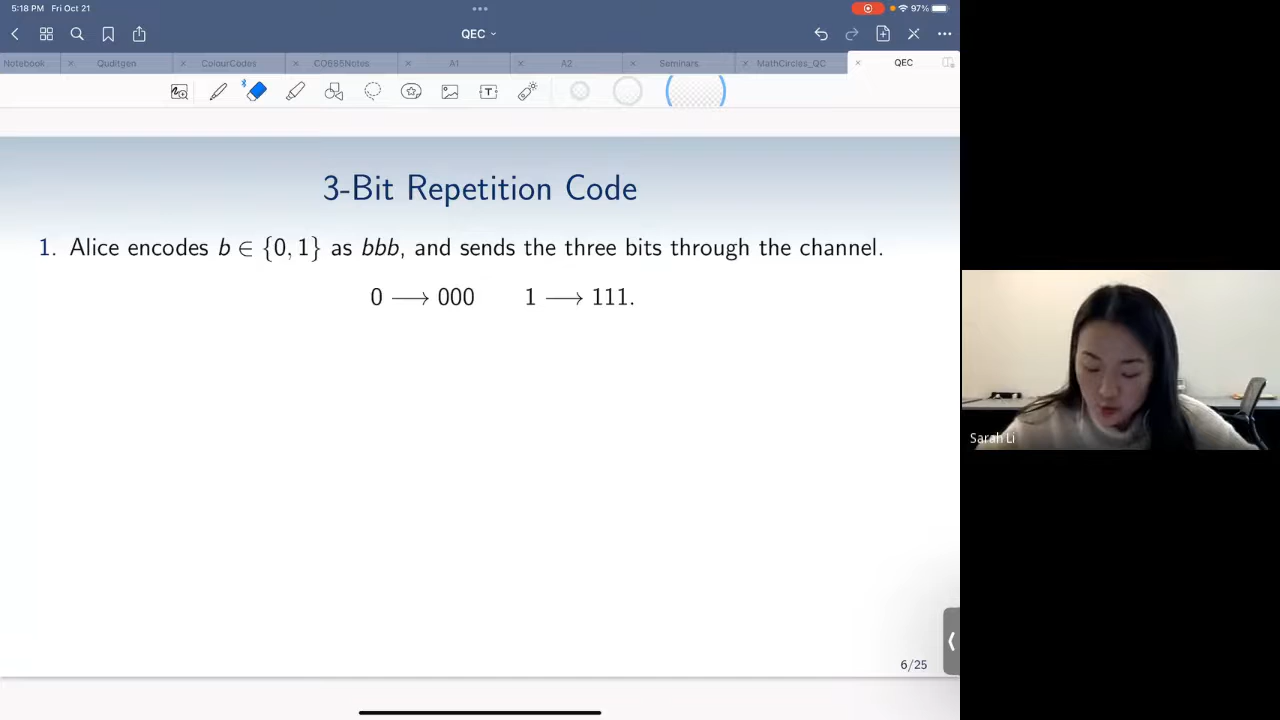 5:18 PM Fri Oct 21
97%
QEC
Notebook
Quditgen
ColourCodes
CO685Notes
A1
A2
Seminars
MathCircles_QC
QEC
T
3-Bit Repetition Code
1. Alice encodes b ∈ {0, 1} as bbb, and sends the three bits through the channel.
0 ⟶ 000 1 ⟶ 111.
6/25
Sarah Li